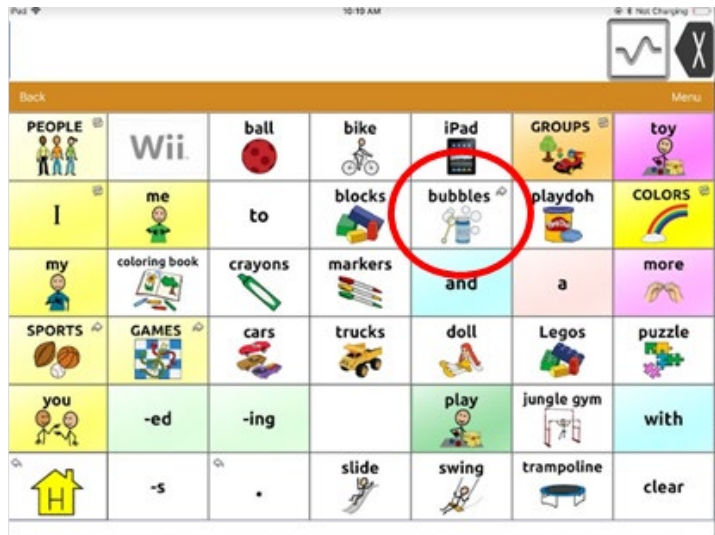 iPad 10:19 AM Not Charging
X
Back Menu
PEOPLE Wii ball bike iPad GROUPS toy
I me to blocks bubbles playdoh COLORS
my coloring book crayons markers and a more
SPORTS GAMES cars trucks doll Legos puzzle
you -ed -ing play jungle gym with
H -s . slide swing trampoline clear